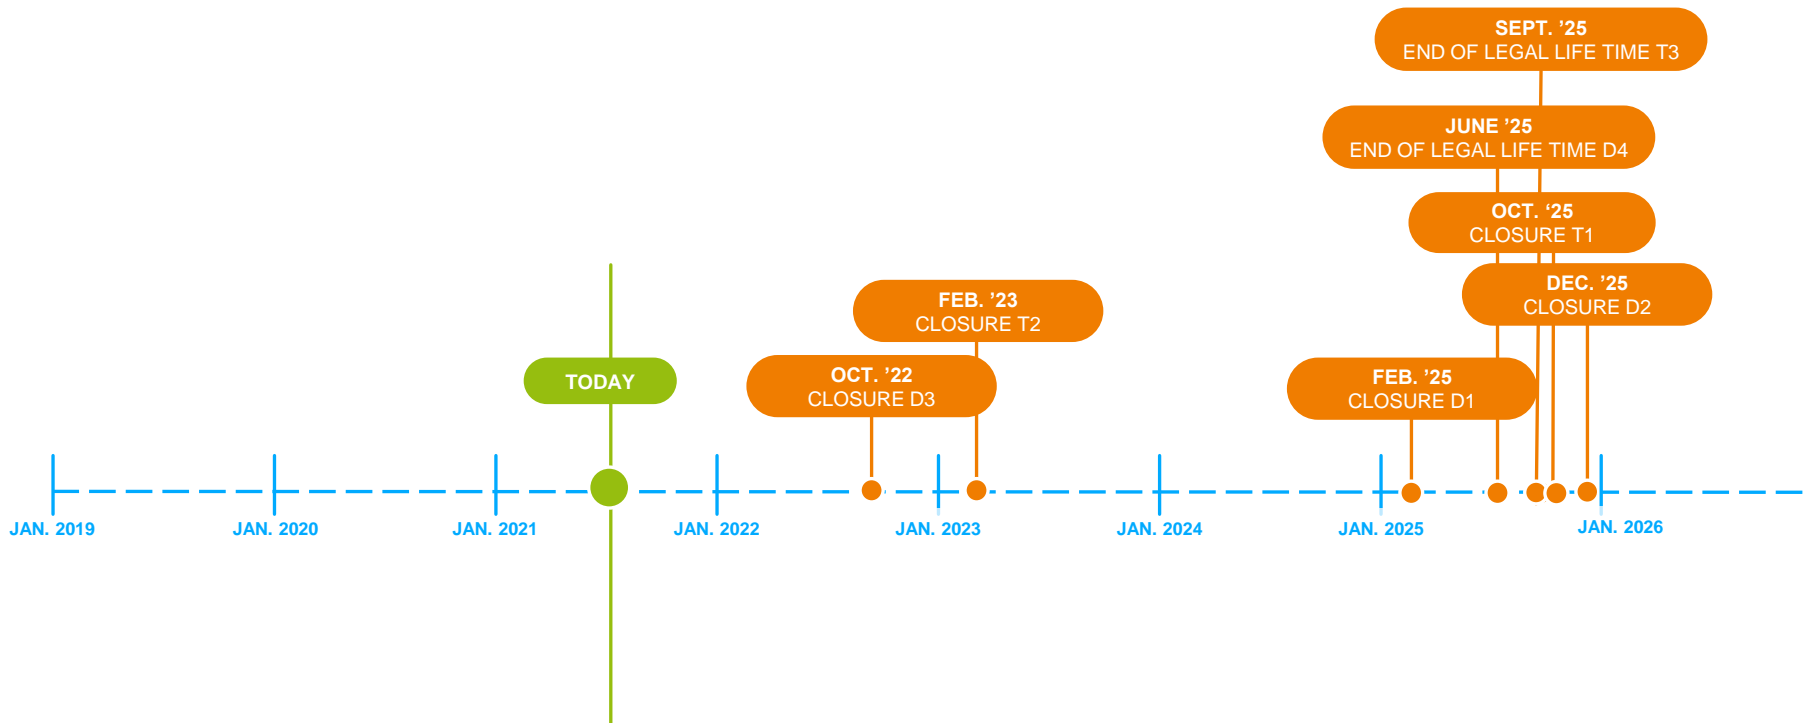 SEPT. ’25
END OF LEGAL LIFE TIME T3
JUNE ’25
END OF LEGAL LIFE TIME D4
OCT. ‘25
CLOSURE T1
DEC. ’25
CLOSURE D2
FEB. ’23
CLOSURE T2
TODAY
OCT. ’22
CLOSURE D3
FEB. ’25
CLOSURE D1
JAN. 2019
JAN. 2020
JAN. 2021
JAN. 2022
JAN. 2023
JAN. 2024
JAN. 2025
JAN. 2026